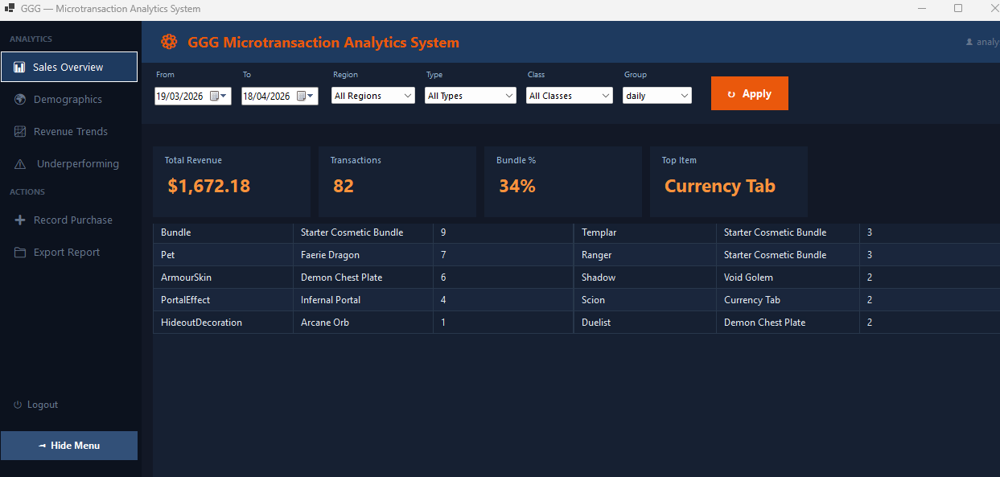 GGG — Microtransaction Analytics System
ANALYTICS
Sales Overview
Demographics
Revenue Trends
Underperforming
ACTIONS
Record Purchase
Export Report
Logout
Hide Menu
GGG Microtransaction Analytics System
analy
From To Region Type Class Group
19/03/2026 18/04/2026 All Regions All Types All Classes daily Apply
Total Revenue Transactions Bundle % Top Item
$1,672.18 82 34% Currency Tab
Bundle Starter Cosmetic Bundle 9 Templar Starter Cosmetic Bundle 3
Pet Faerie Dragon 7 Ranger Starter Cosmetic Bundle 3
ArmourSkin Demon Chest Plate 6 Shadow Void Golem 2
PortalEffect Infernal Portal 4 Scion Currency Tab 2
HideoutDecoration Arcane Orb 1 Duelist Demon Chest Plate 2